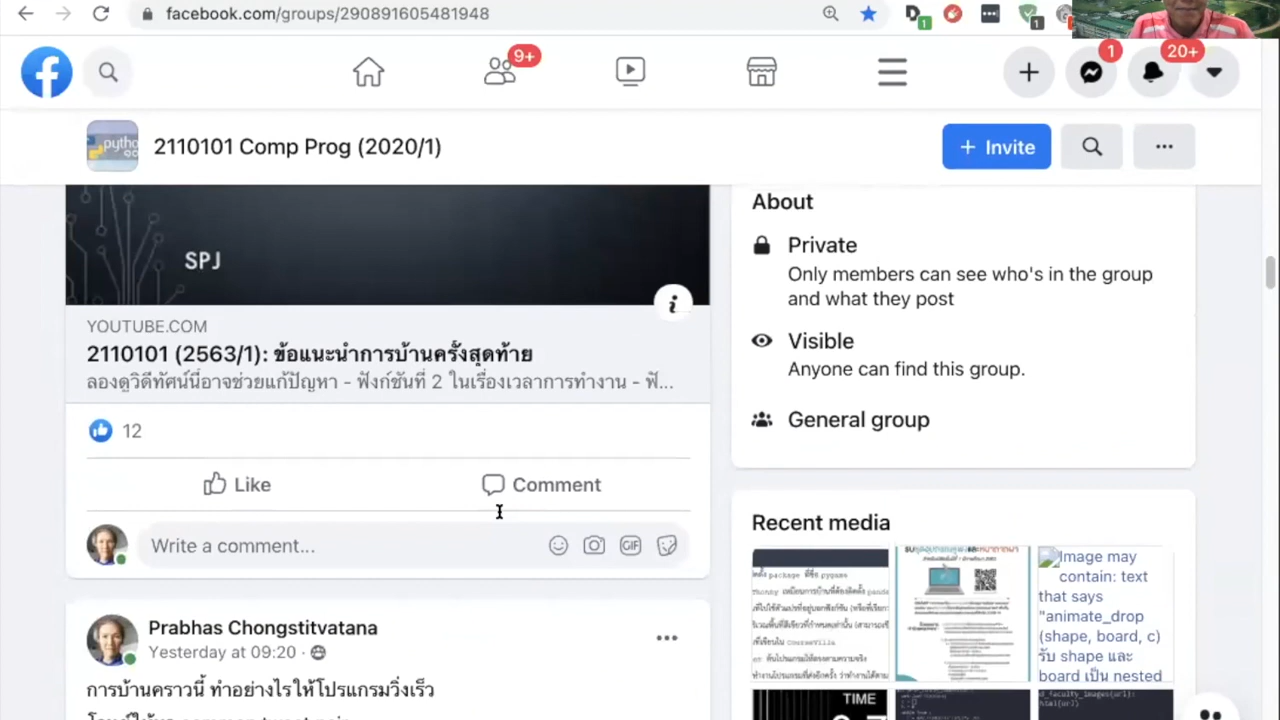 facebook.com/groups/290891605481948
1
9+
1
20+
pytho
2110101 Comp Prog (2020/1)
+ Invite
SPJ
YOUTUBE.COM
2110101 (2563/1): ข้อแนะนำการบ้านครั้งสุดท้าย
ลองดูวิดีทัศน์นี้อาจช่วยแก้ปัญหา - ฟังก์ชันที่ 2 ในเรื่องเวลาการทำงาน - ฟั...
12
Like
Comment
Write a comment...
GIF
Prabhas Chongsitvatana
Yesterday at 09:20
การบ้านคราวนี้ ทำอย่างไรให้โปรแกรมวิ่งเร็ว
About
Private
Only members can see who's in the group
and what they post
Visible
Anyone can find this group.
General group
Recent media
Image may
contain: text
that says
"animate_drop
(shape, board, c)
รับ shape และ
board เป็น nested
TIME